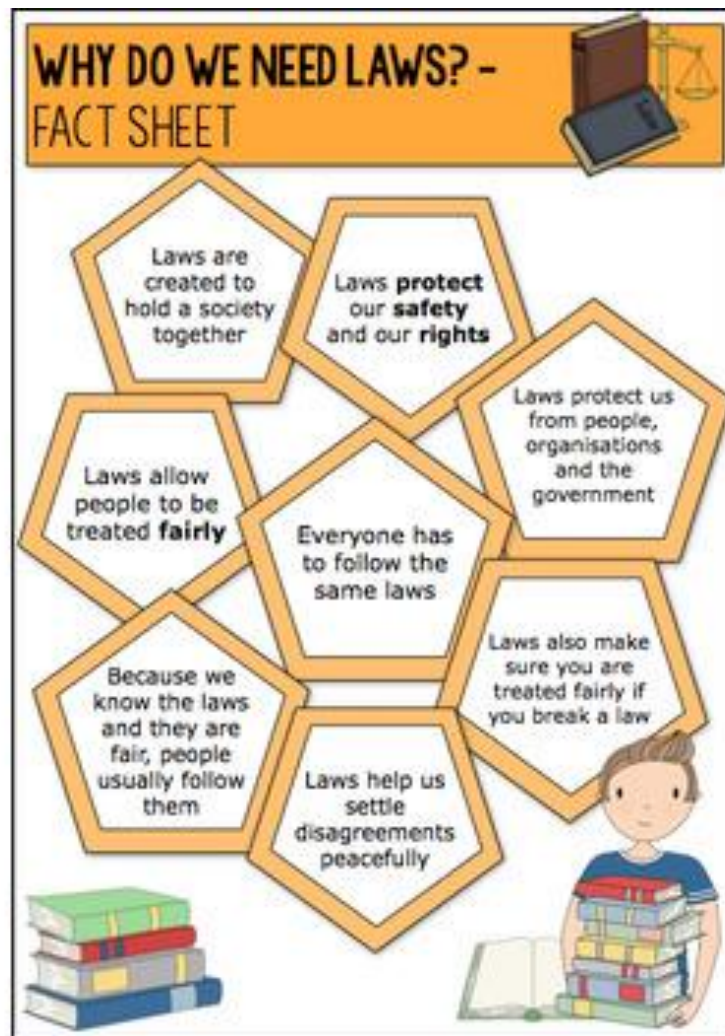 WHY DO WE NEED LAWS? –
FACT SHEET
Laws are
created to
hold a society
together
Laws protect
our safety
and our rights
Laws protect us
from people,
organisations
and the
government
Laws allow
people to be
treated fairly
Everyone has
to follow the
same laws
Laws also make
sure you are
treated fairly if
you break a law
Because we
know the laws
and they are
fair, people
usually follow
them
Laws help us
settle
disagreements
peacefully